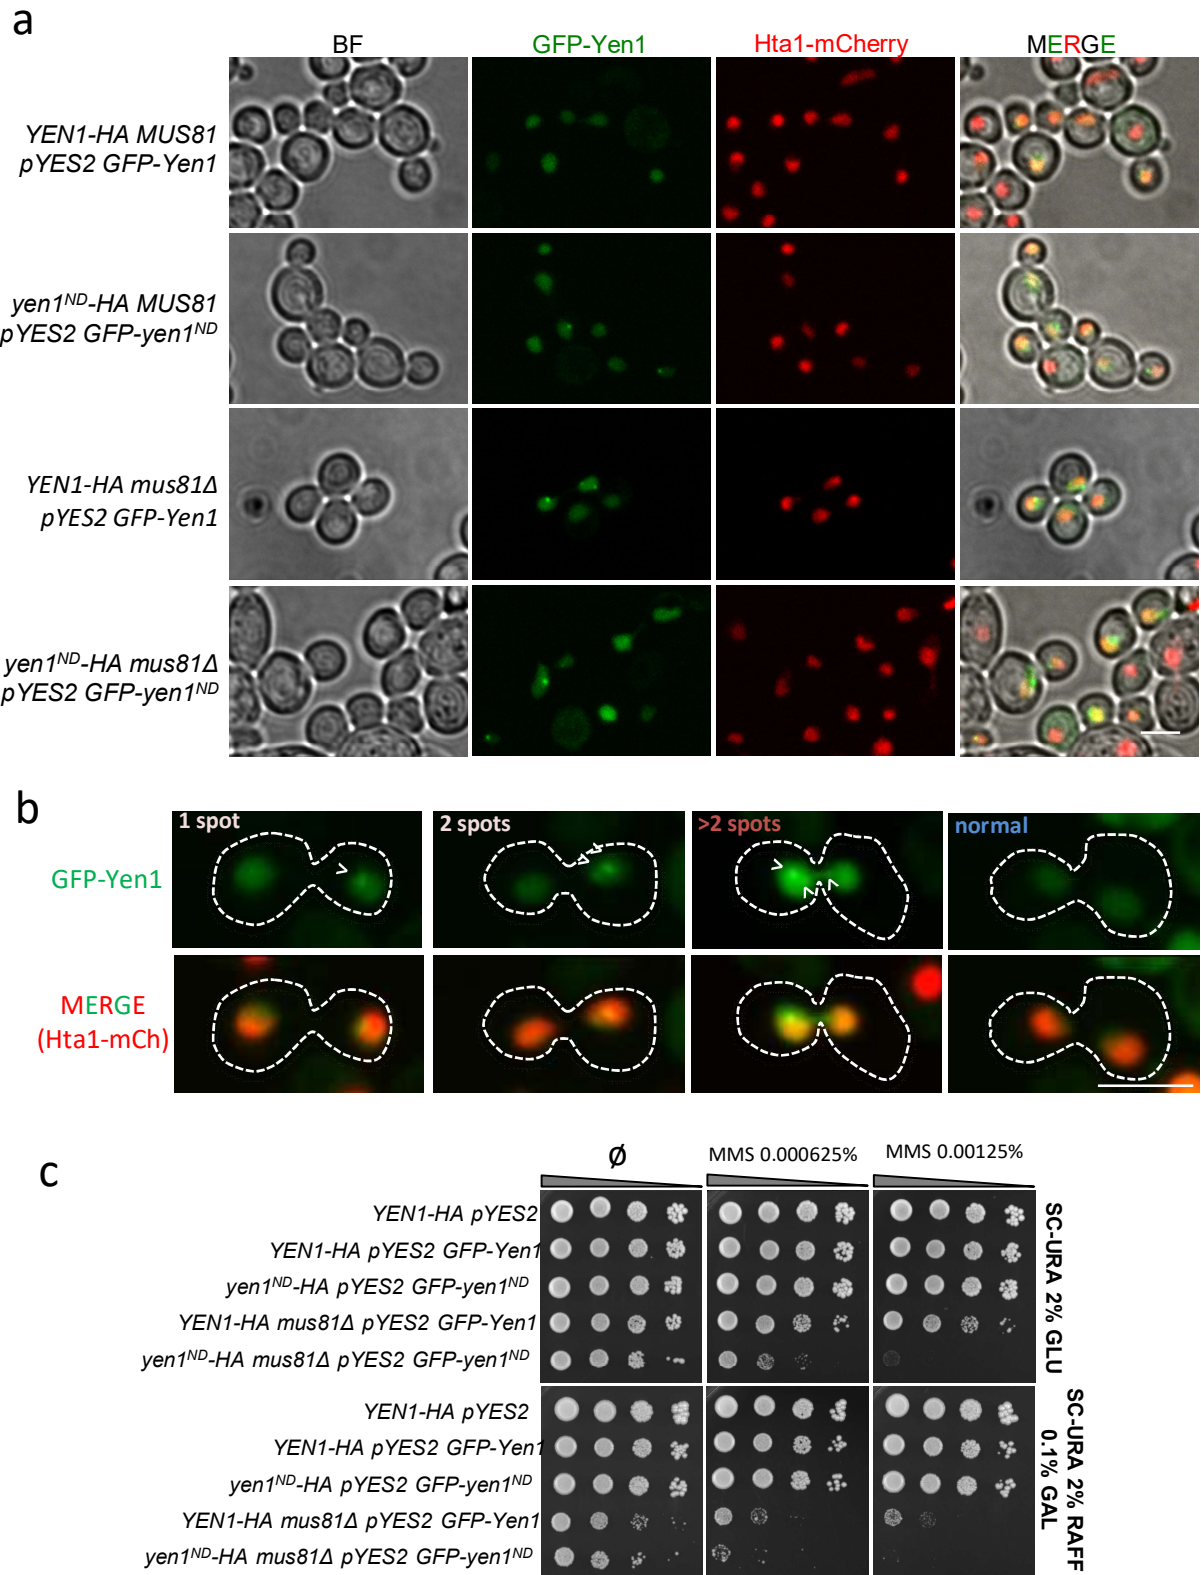 a
BF GFP-Yen1 Hta1-mCherry MERGE
YEN1-HA MUS81
pYES2 GFP-Yen1
yen1ᴺᴰ-HA MUS81
pYES2 GFP-yen1ᴺᴰ
YEN1-HA mus81Δ
pYES2 GFP-Yen1
yen1ᴺᴰ-HA mus81Δ
pYES2 GFP-yen1ᴺᴰ
b
1 spot 2 spots >2 spots normal
GFP-Yen1
MERGE
(Hta1-mCh)
c
Ø MMS 0.000625% MMS 0.00125%
YEN1-HA pYES2
YEN1-HA pYES2 GFP-Yen1
yen1ᴺᴰ-HA pYES2 GFP-yen1ᴺᴰ
YEN1-HA mus81Δ pYES2 GFP-Yen1
yen1ᴺᴰ-HA mus81Δ pYES2 GFP-yen1ᴺᴰ
SC-URA 2% GLU
YEN1-HA pYES2
YEN1-HA pYES2 GFP-Yen1
yen1ᴺᴰ-HA pYES2 GFP-yen1ᴺᴰ
YEN1-HA mus81Δ pYES2 GFP-Yen1
yen1ᴺᴰ-HA mus81Δ pYES2 GFP-yen1ᴺᴰ
SC-URA 2% RAFF
0.1% GAL